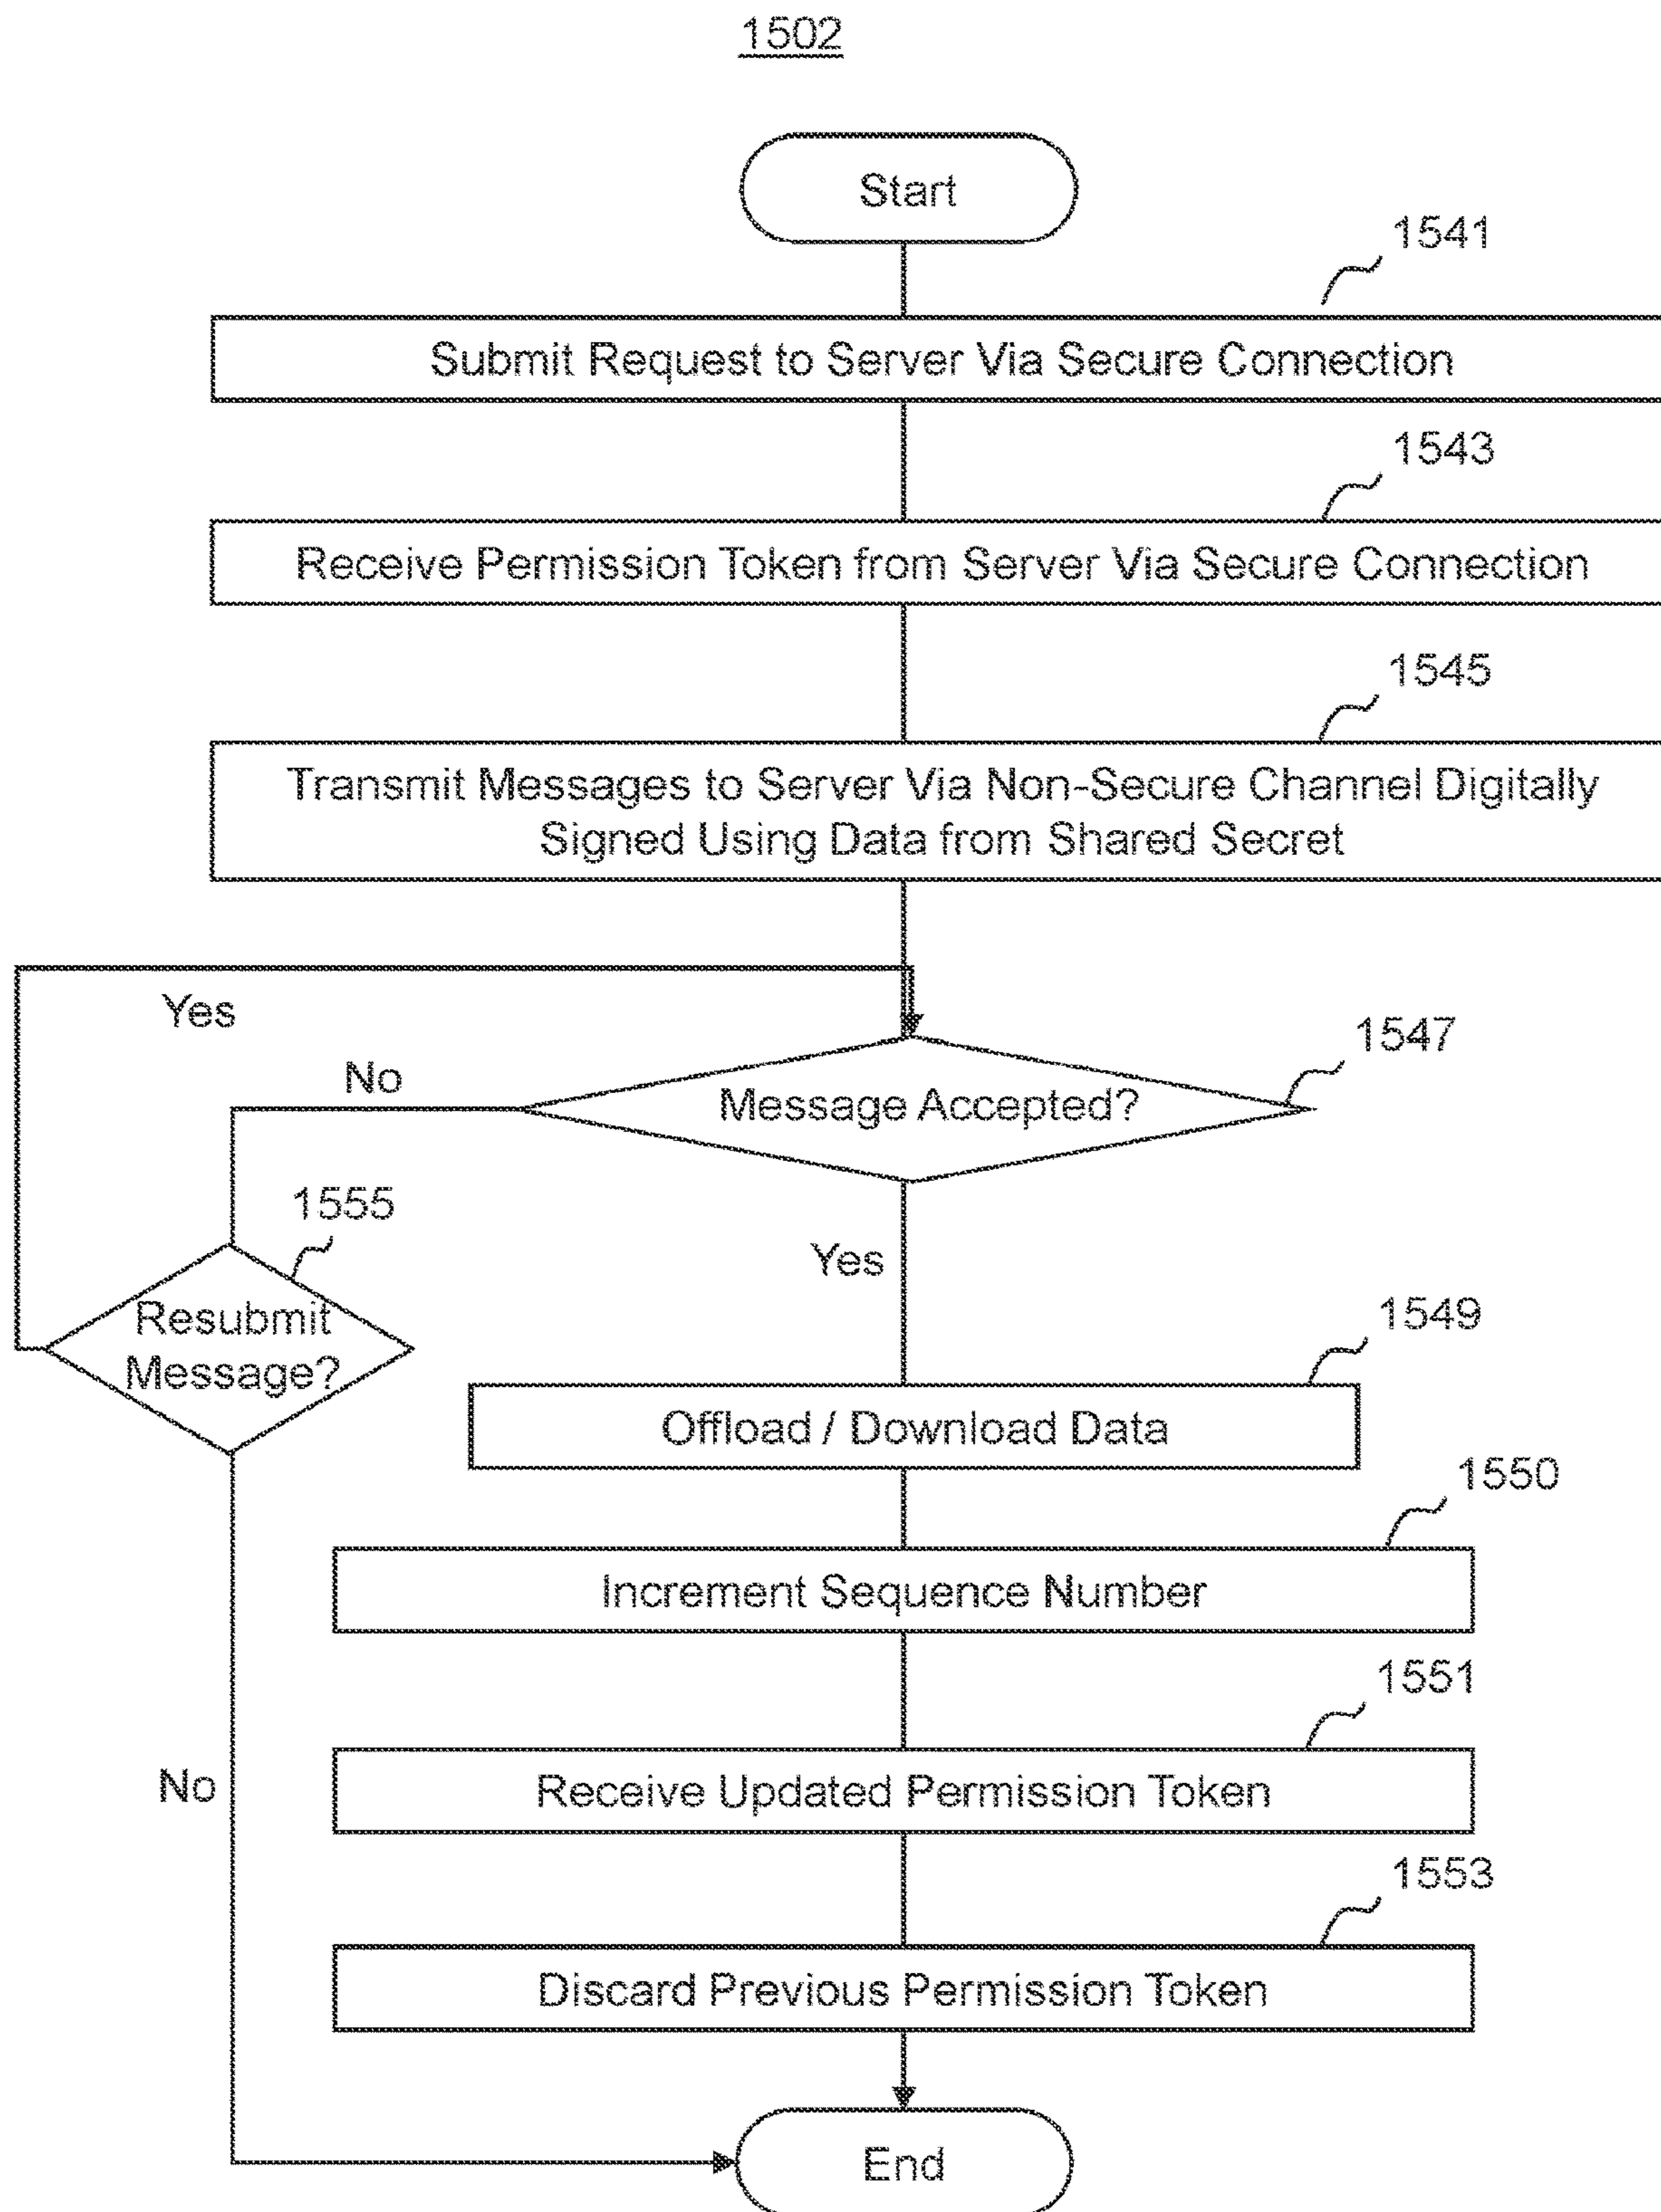 1502
Start
1541
Submit Request to Server Via Secure Connection
1543
Receive Permission Token from Server Via Secure Connection
1545
Transmit Messages to Server Via Non-Secure Channel Digitally
Signed Using Data from Shared Secret
Yes
No
1547
Message Accepted?
1555
Resubmit
Message?
Yes
1549
Offload / Download Data
1550
Increment Sequence Number
1551
Receive Updated Permission Token
No
1553
Discard Previous Permission Token
End